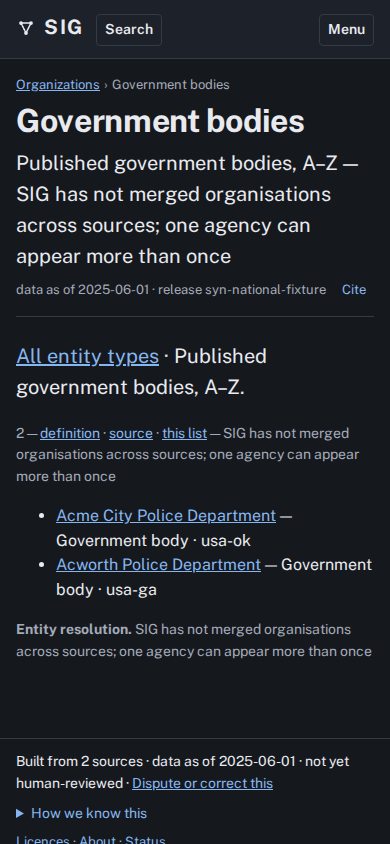 SIG Search Menu
Organizations › Government bodies
Government bodies
Published government bodies, A–Z —
SIG has not merged organisations
across sources; one agency can
appear more than once
data as of 2025-06-01 · release syn-national-fixture Cite
All entity types · Published
government bodies, A–Z.
2 — definition · source · this list — SIG has not merged
organisations across sources; one agency can appear
more than once
• Acme City Police Department —
Government body · usa-ok
• Acworth Police Department — Government
body · usa-ga
Entity resolution. SIG has not merged organisations
across sources; one agency can appear more than once
Built from 2 sources · data as of 2025-06-01 · not yet
human-reviewed · Dispute or correct this
▶ How we know this
Licences · About · Status